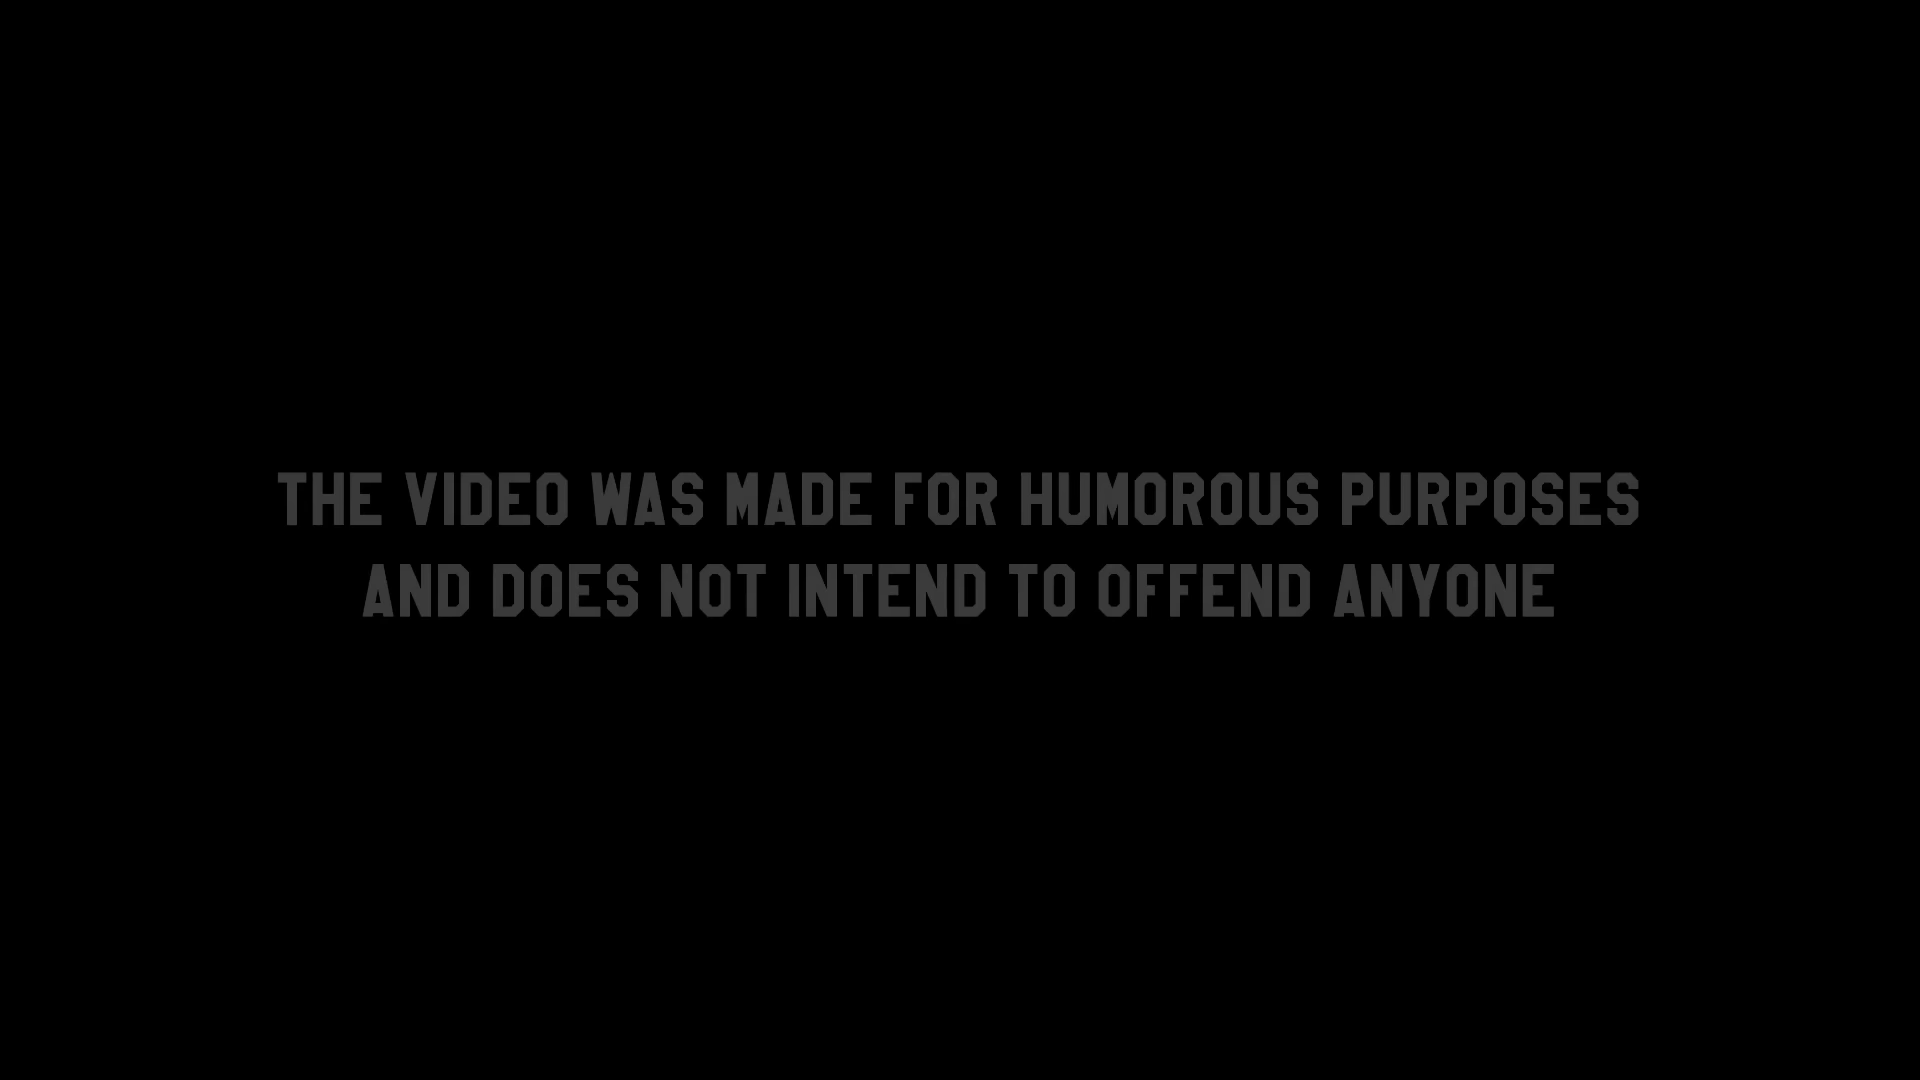 THE VIDEO WAS MADE FOR HUMOROUS PURPOSES
AND DOES NOT INTEND TO OFFEND ANYONE